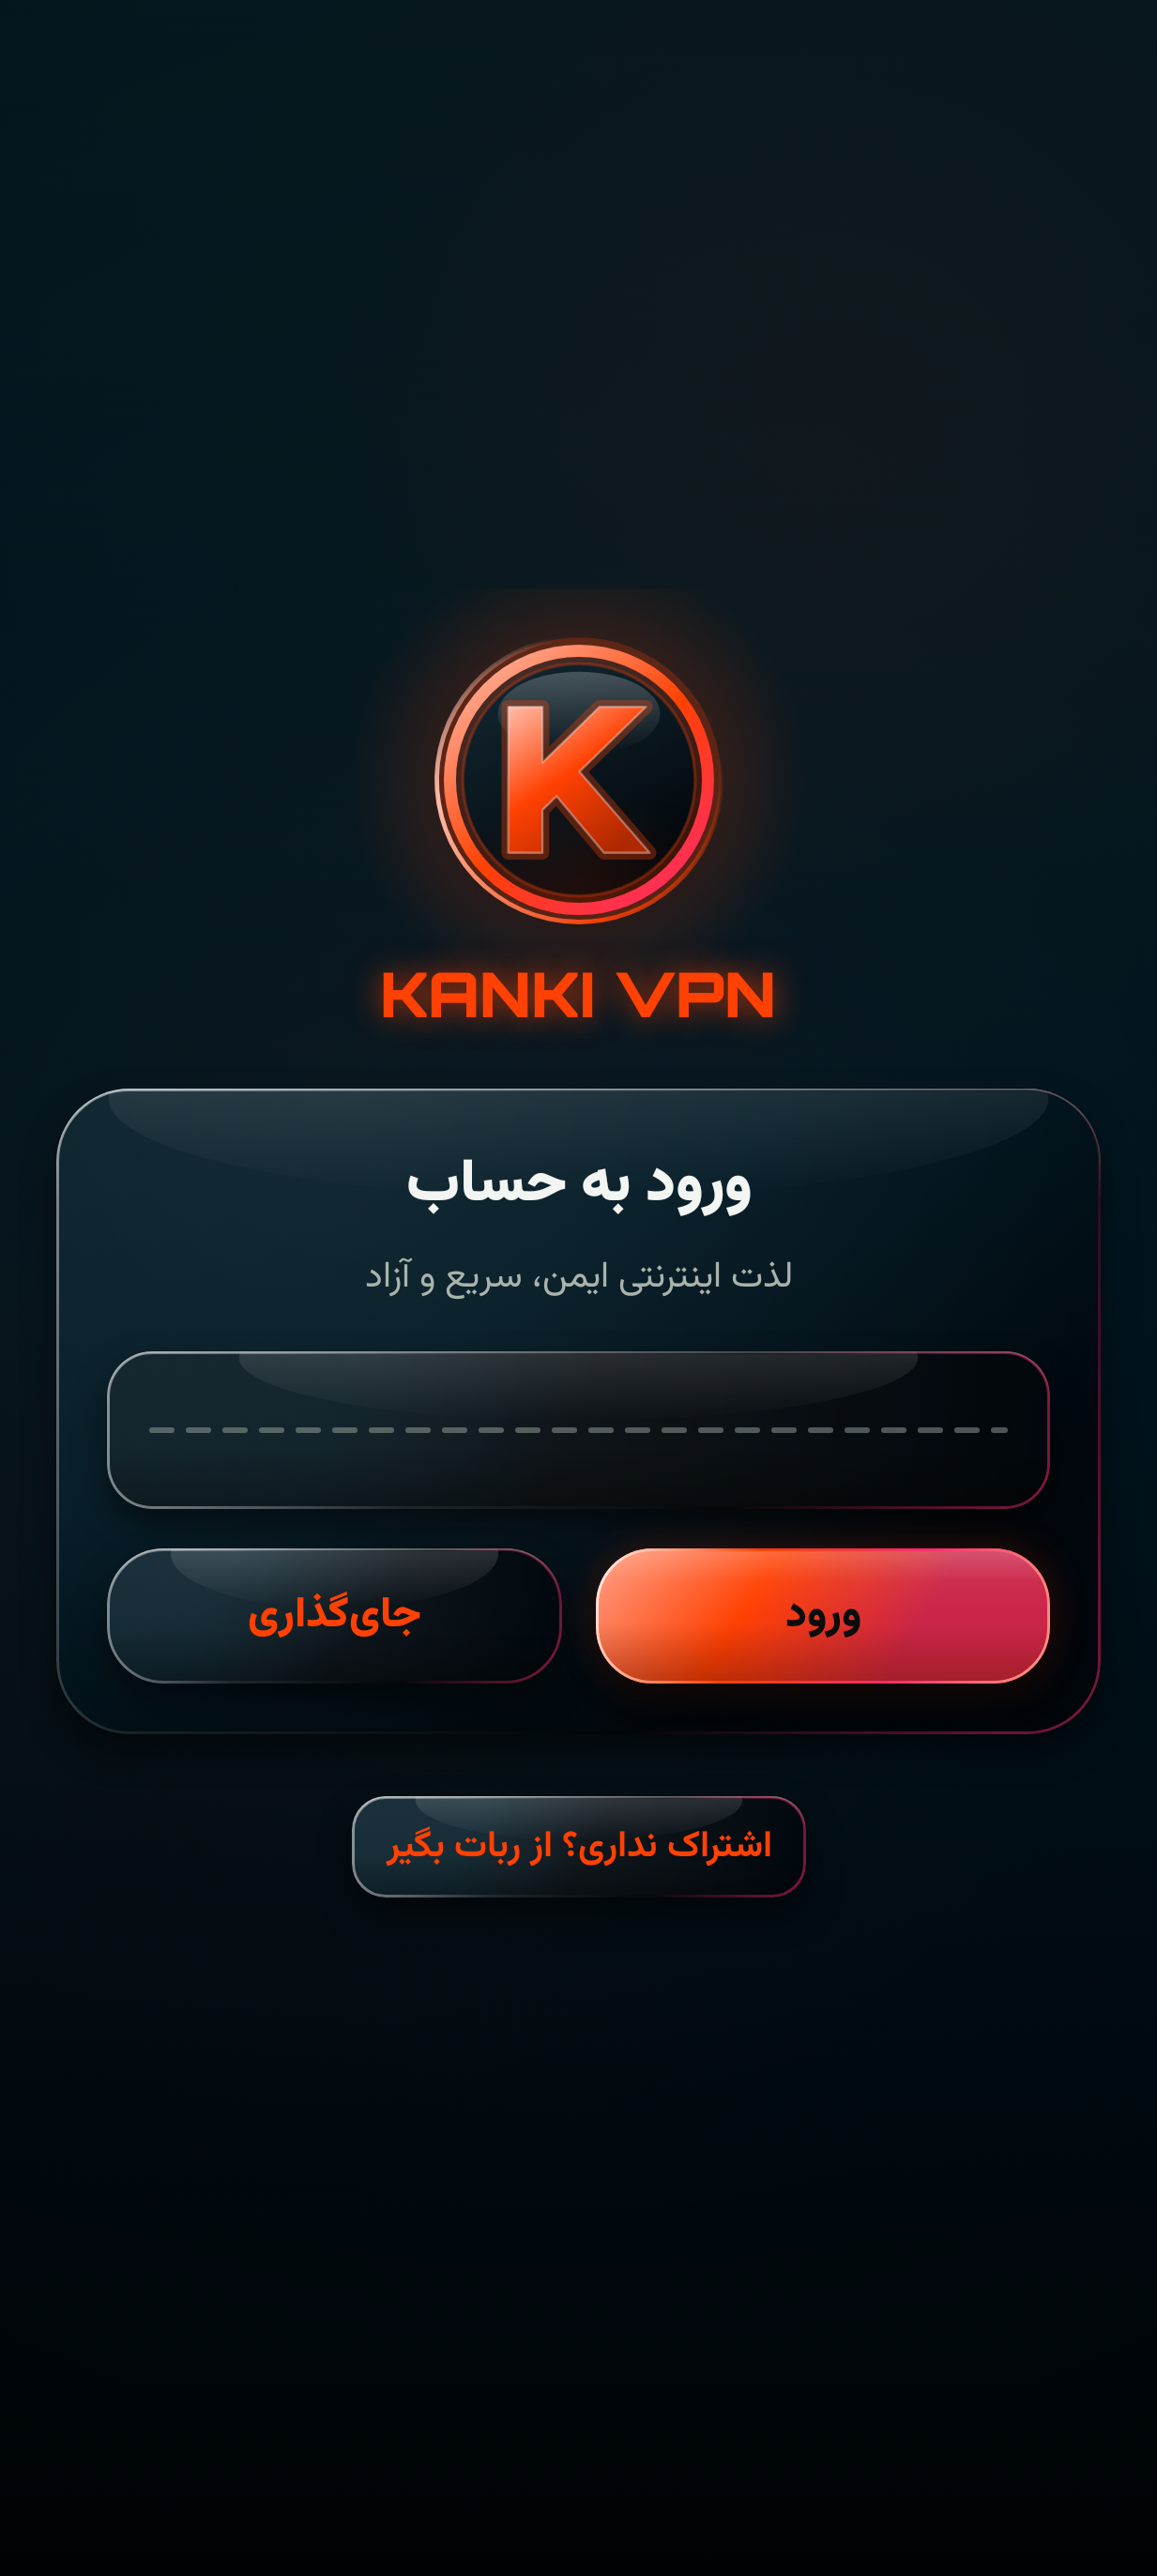 K
KANKI VPN
ورود به حساب
لذت اینترنتی ایمن، سریع و آزاد
ورود
جای‌گذاری
اشتراک نداری؟ از ربات بگیر